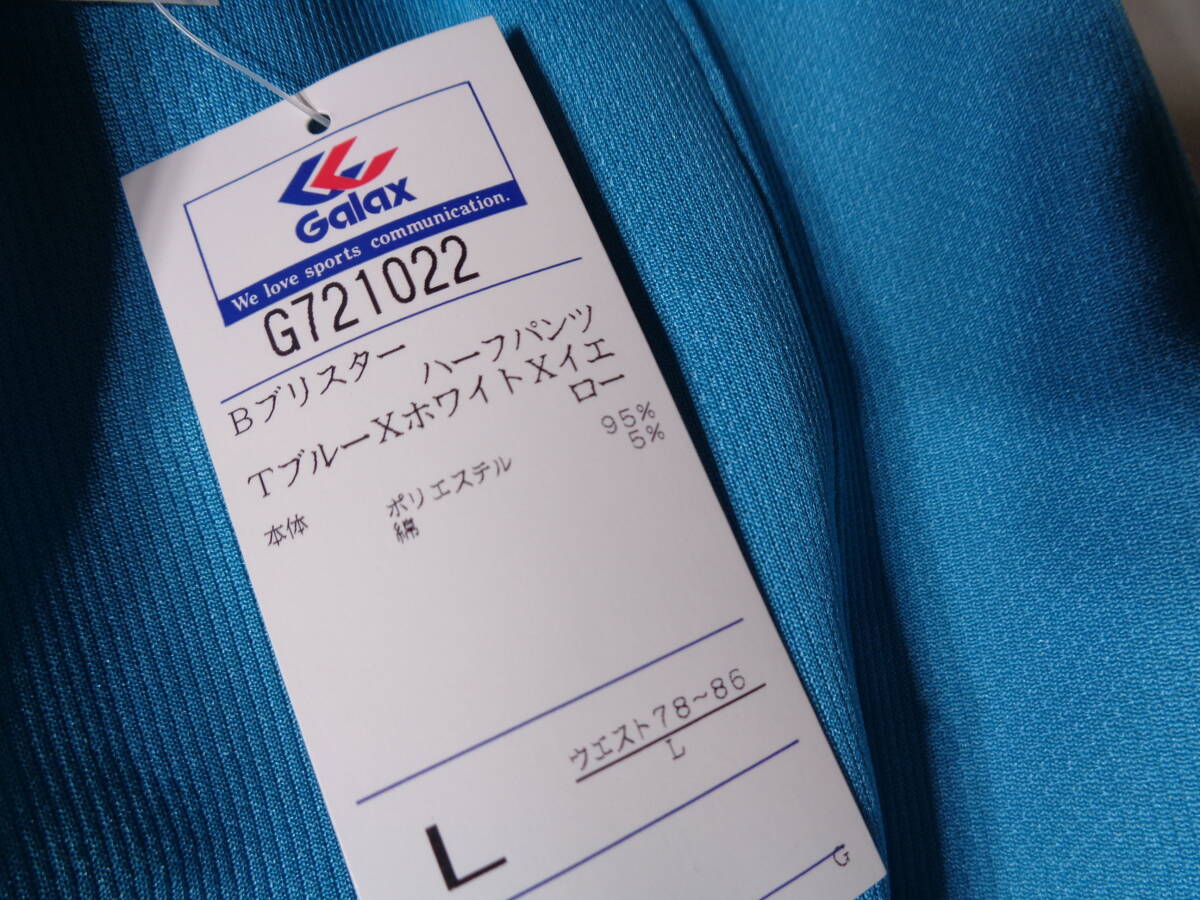 Galax
We love sports communication.
G721022
Bブリスター ハーフパンツ
TブルーXホワイトXイエ
ロー
本体 ポリエステル 95%
綿 5%
ウエスト78~86
L
L
G